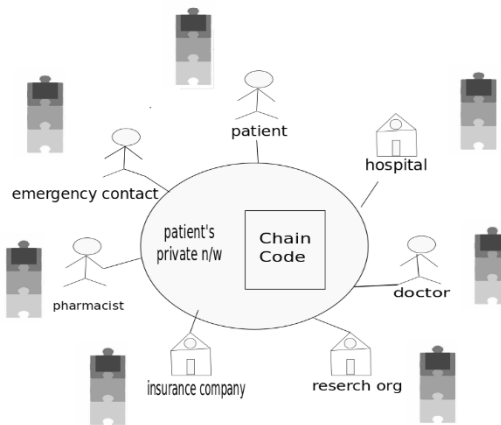 patient
hospital
emergency contact
patient's
private n/w
Chain
Code
pharmacist
doctor
insurance company
reserch org